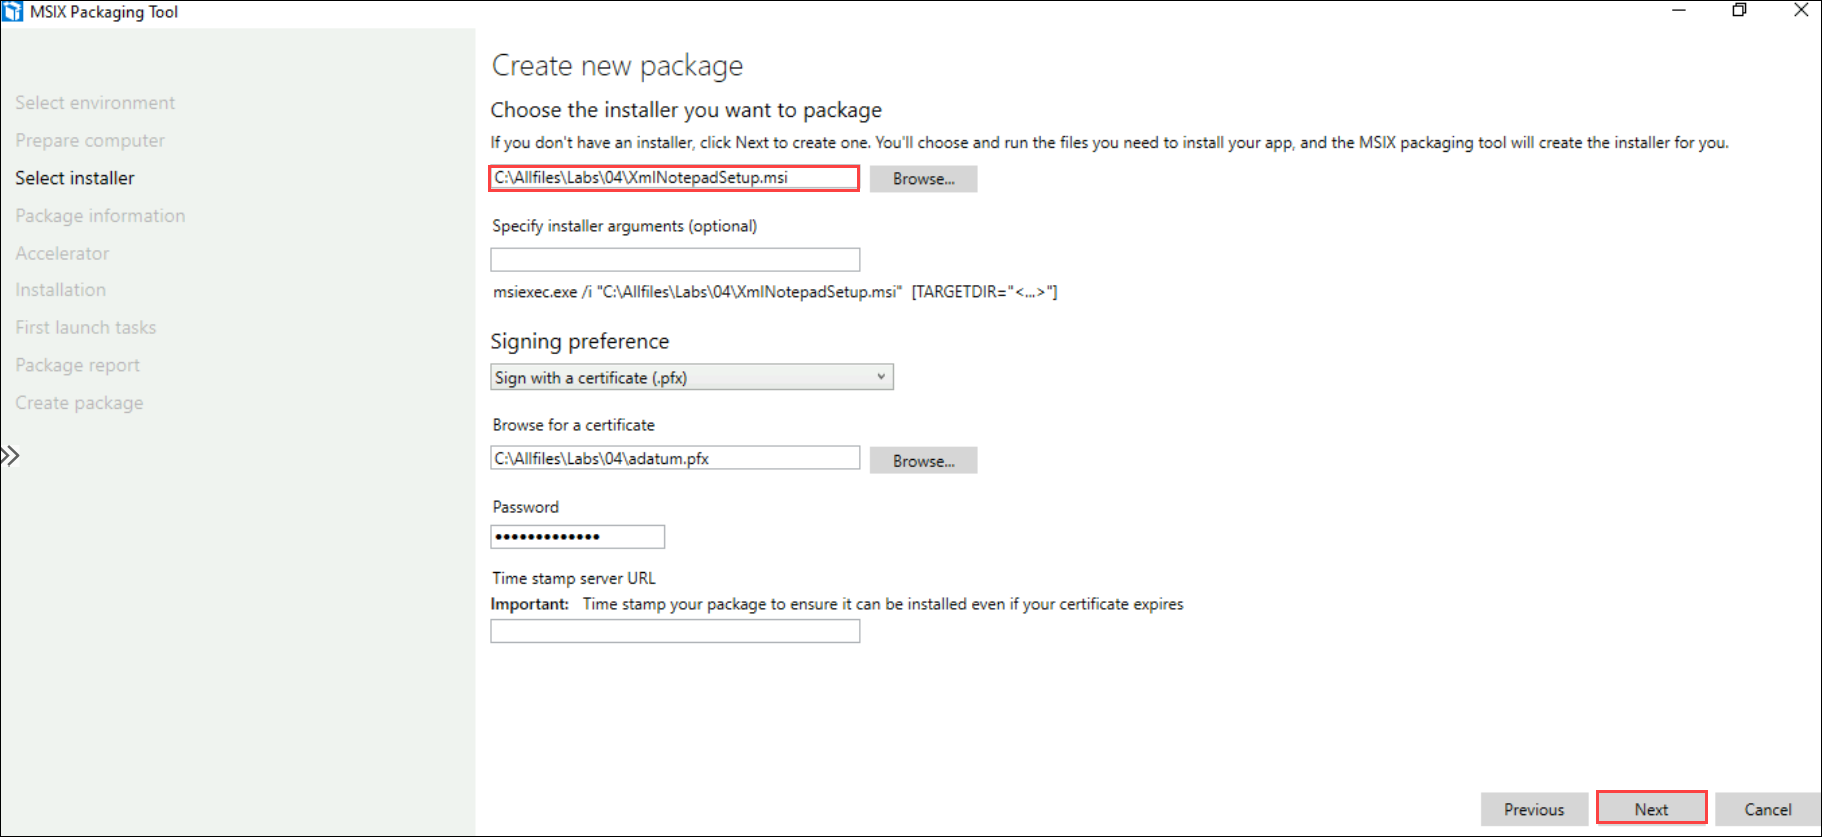 MSIX Packaging Tool
Select environment
Prepare computer
Select installer
Package information
Accelerator
Installation
First launch tasks
Package report
Create package
Create new package
Choose the installer you want to package
If you don't have an installer, click Next to create one. You'll choose and run the files you need to install your app, and the MSIX packaging tool will create the installer for you.
C:\Allfiles\Labs\04\XmlNotepadSetup.msi
Browse...
Specify installer arguments (optional)
msiexec.exe /i "C:\Allfiles\Labs\04\XmlNotepadSetup.msi" [TARGETDIR="<...>"]
Signing preference
Sign with a certificate (.pfx)
Browse for a certificate
C:\Allfiles\Labs\04\adatum.pfx
Browse...
Password
•••••••••••••
Time stamp server URL
Important: Time stamp your package to ensure it can be installed even if your certificate expires
Previous
Next
Cancel